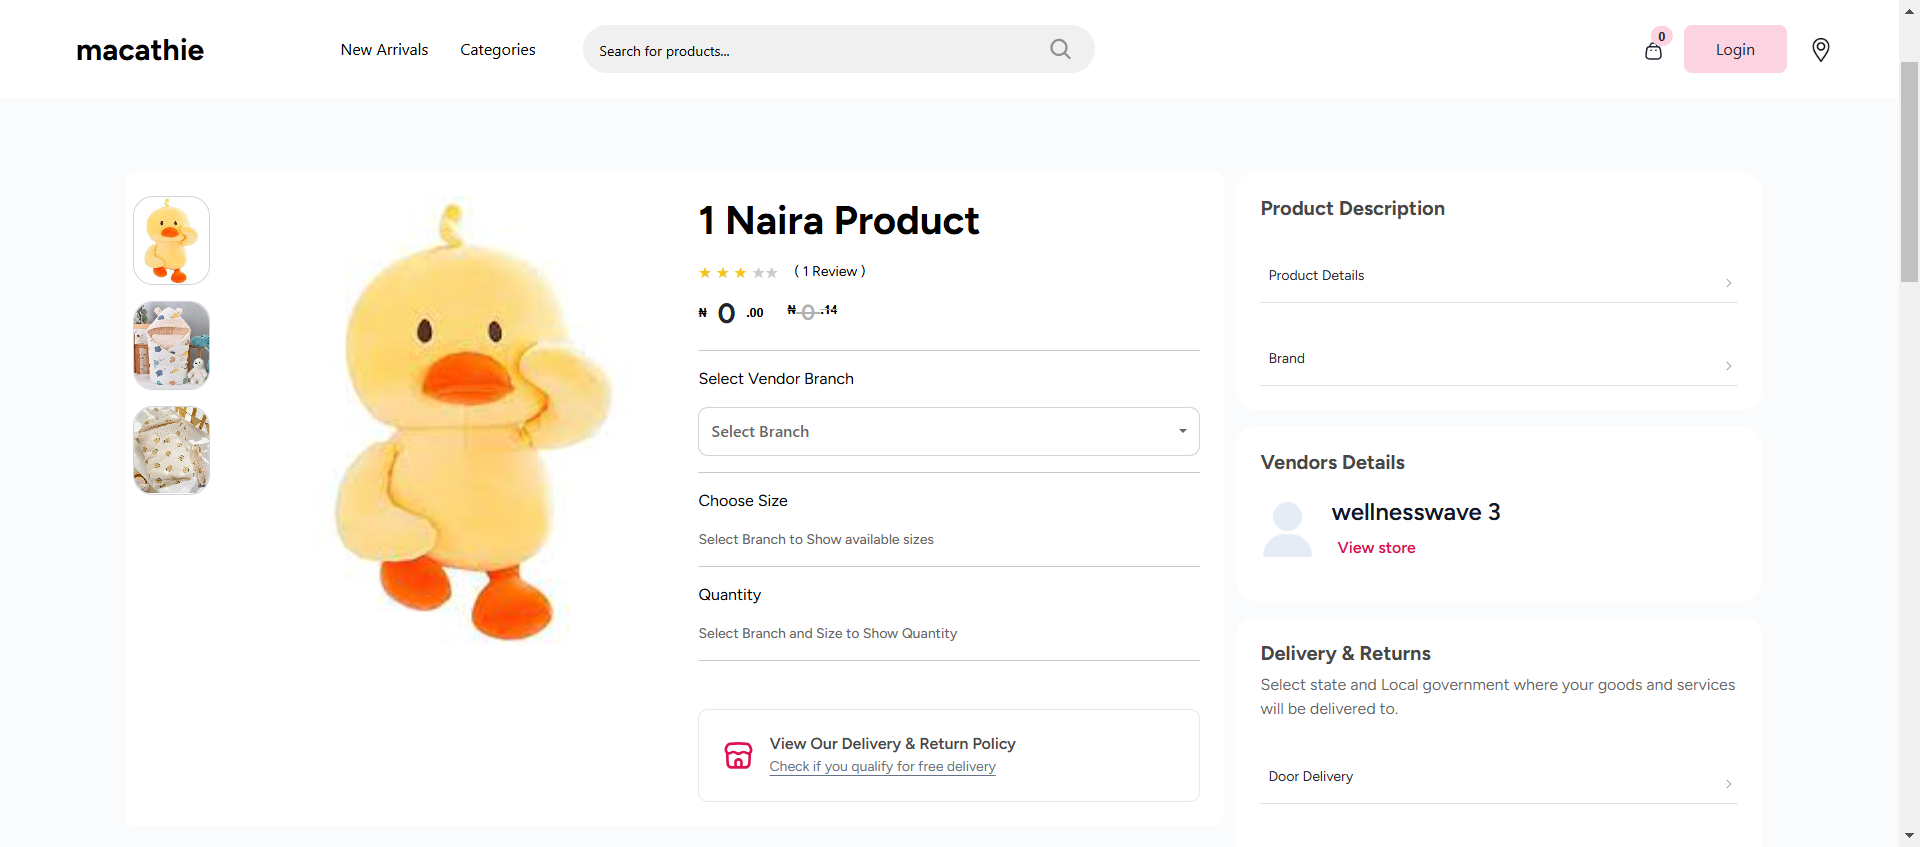 macathie
New Arrivals
Categories
Search for products...
0
Login
1 Naira Product
( 1 Review )
₦ 0 .00 ₦ 0 .14
Select Vendor Branch
Select Branch
Choose Size
Select Branch to Show available sizes
Quantity
Select Branch and Size to Show Quantity
View Our Delivery & Return Policy
Check if you qualify for free delivery
Product Description
Product Details
Brand
Vendors Details
wellnesswave 3
View store
Delivery & Returns
Select state and Local government where your goods and services
will be delivered to.
Door Delivery